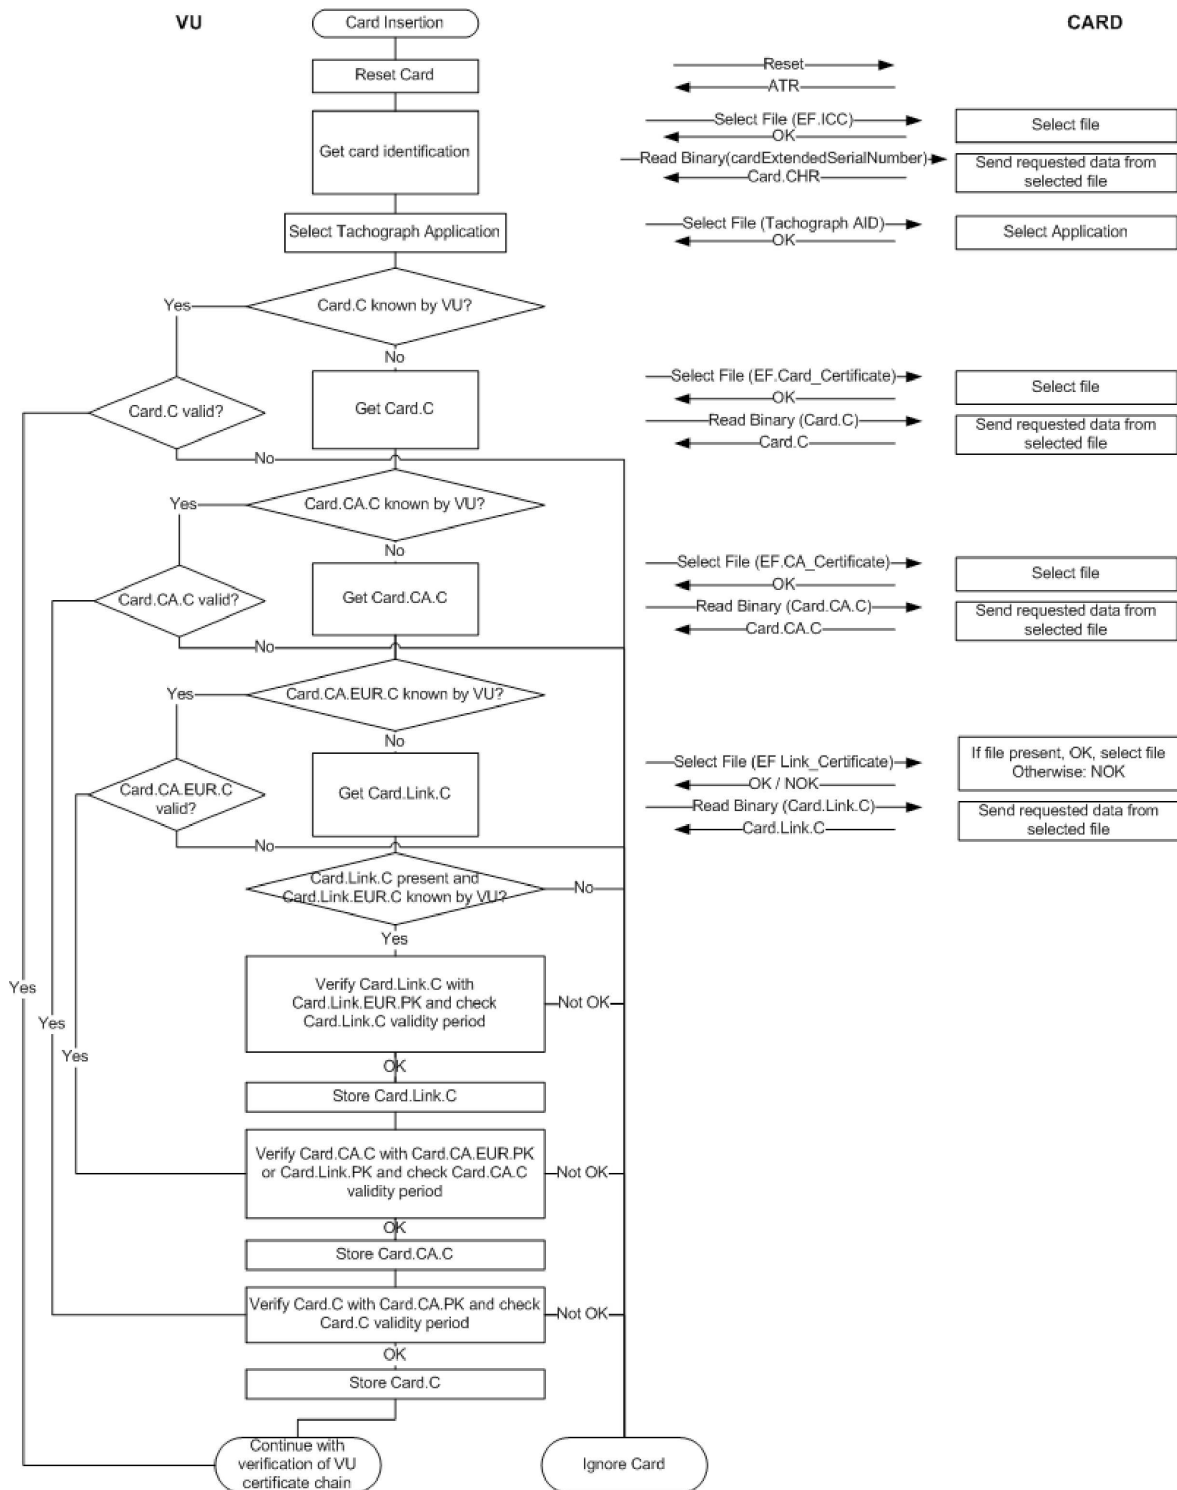 VU
Card Insertion
CARD
Reset Card
Reset
ATR
Get card identification
Select File (EF.ICC)
OK
Select file
Read Binary(cardExtendedSerialNumber)
Card.CHR
Send requested data from
selected file
Select Tachograph Application
Select File (Tachograph AID)
OK
Select Application
Card.C known by VU?
Yes
No
Card.C valid?
Get Card.C
Select File (EF.Card_Certificate)
OK
Select file
Read Binary (Card.C)
Card.C
Send requested data from
selected file
No
Card.CA.C known by VU?
Yes
No
Card.CA.C valid?
Get Card.CA.C
Select File (EF.CA_Certificate)
OK
Select file
Read Binary (Card.CA.C)
Card.CA.C
Send requested data from
selected file
No
Card.CA.EUR.C known by VU?
Yes
No
Card.CA.EUR.C
valid?
Get Card.Link.C
Select File (EF Link_Certificate)
OK / NOK
If file present, OK, select file
Otherwise: NOK
Read Binary (Card.Link.C)
Card.Link.C
Send requested data from
selected file
No
Card.Link.C present and
Card.Link.EUR.C known by VU?
No
Yes
Yes
Yes
Yes
Verify Card.Link.C with
Card.Link.EUR.PK and check
Card.Link.C validity period
Not OK
OK
Store Card.Link.C
Verify Card.CA.C with Card.CA.EUR.PK
or Card.Link.PK and check Card.CA.C
validity period
Not OK
OK
Store Card.CA.C
Verify Card.C with Card.CA.PK and check
Card.C validity period
Not OK
OK
Store Card.C
Continue with
verification of VU
certificate chain
Ignore Card